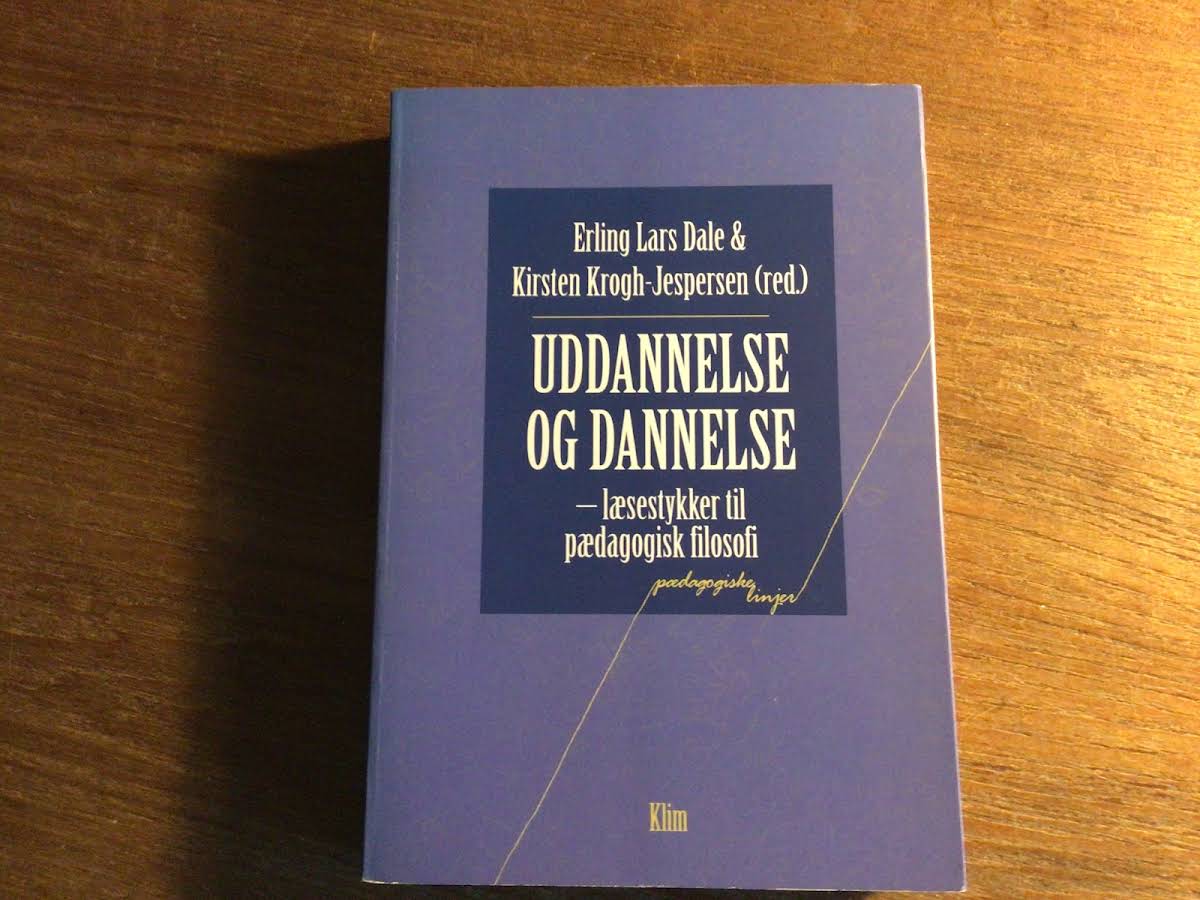 Erling Lars Dale &
Kirsten Krogh-Jespersen (red.)
UDDANNELSE
OG DANNELSE
– læsestykker til
pædagogisk filosofi
pædagogiske
linjer
Klim